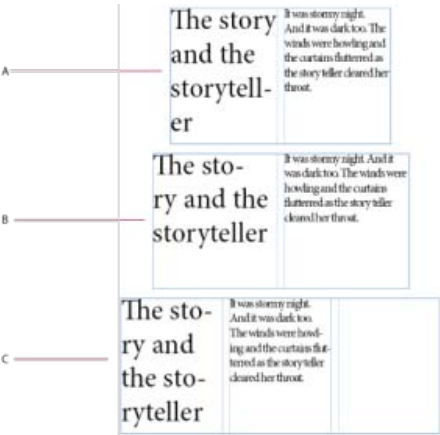 A
The story
and the
storytell-
er
It was stormy night.
And it was dark too. The
winds were howling and
the curtains fluttered as
the story teller cleared her
throat.
B
The sto-
ry and the
storyteller
It was stormy night. And it
was dark too. The winds were
howling and the curtains
fluttered as the story teller
cleared her throat.
C
The sto-
ry and
the sto-
ryteller
It was stormy night.
And it was dark too.
The winds were howl-
ing and the curtains flut-
terred as the story teller
cleared her throat.